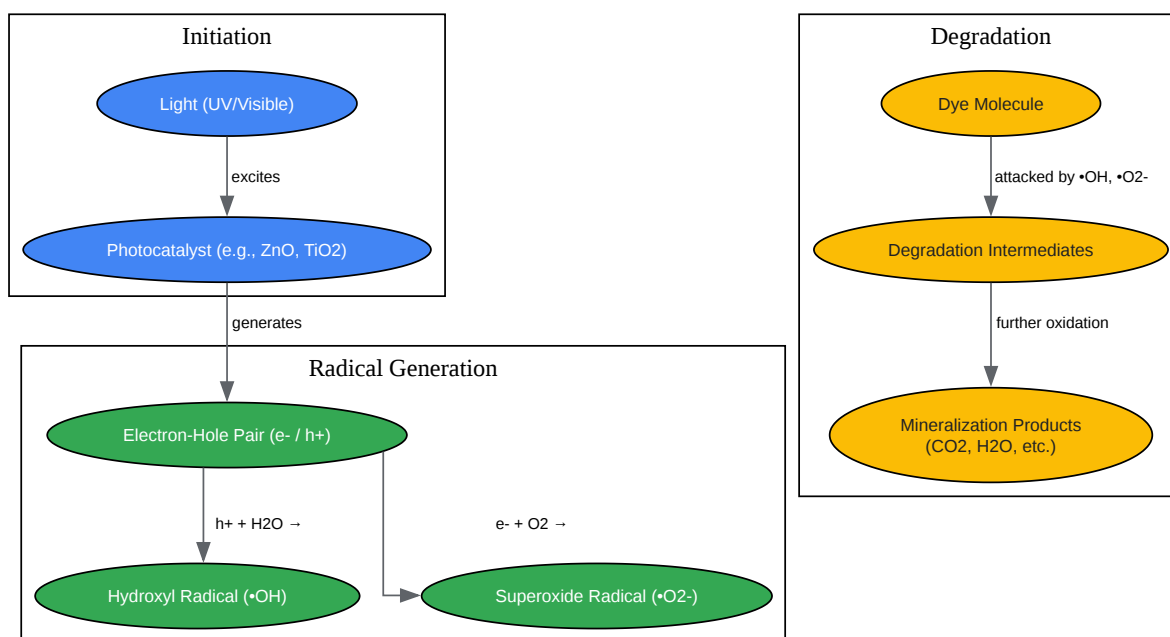 Initiation
Light (UV/Visible)
excites
Photocatalyst (e.g., ZnO, TiO2)
generates
Radical Generation
Electron-Hole Pair (e- / h+)
h+ + H2O →
e- + O2 →
Hydroxyl Radical (•OH)
Superoxide Radical (•O2-)
Degradation
Dye Molecule
attacked by •OH, •O2-
Degradation Intermediates
further oxidation
Mineralization Products
(CO2, H2O, etc.)